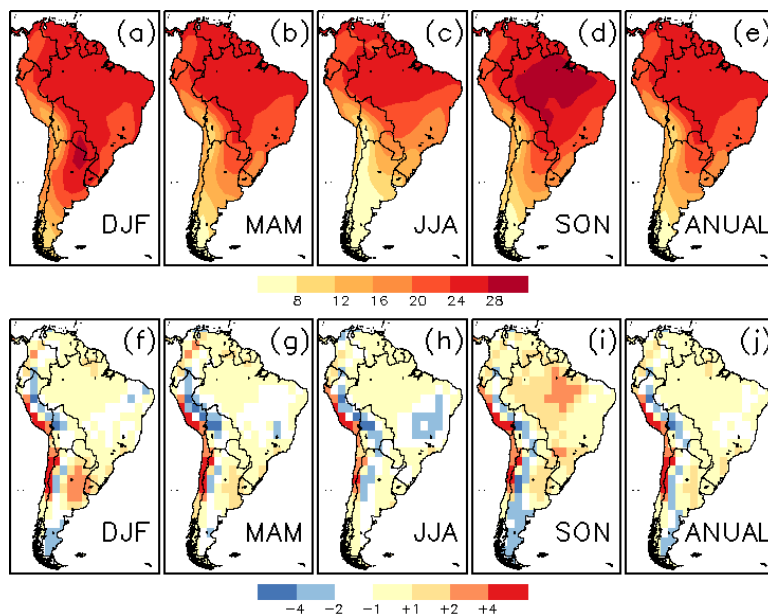 (a) (b) (c) (d) (e)
DJF MAM JJA SON ANUAL
8 12 16 20 24 28
(f) (g) (h) (i) (j)
DJF MAM JJA SON ANUAL
-4 -2 -1 +1 +2 +4